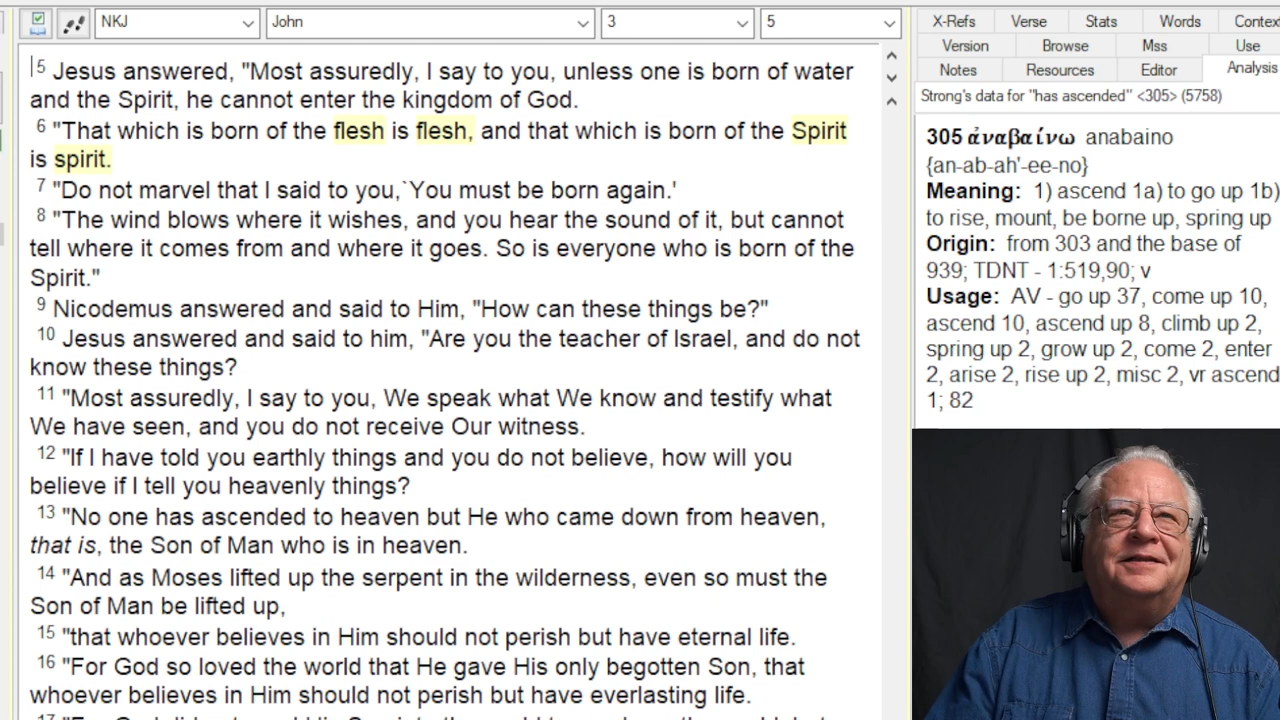 NKJ John 3 5
5 Jesus answered, "Most assuredly, I say to you, unless one is born of water
and the Spirit, he cannot enter the kingdom of God.
6 "That which is born of the flesh is flesh, and that which is born of the Spirit
is spirit.
7 "Do not marvel that I said to you,`You must be born again.'
8 "The wind blows where it wishes, and you hear the sound of it, but cannot
tell where it comes from and where it goes. So is everyone who is born of the
Spirit."
9 Nicodemus answered and said to Him, "How can these things be?"
10 Jesus answered and said to him, "Are you the teacher of Israel, and do not
know these things?
11 "Most assuredly, I say to you, We speak what We know and testify what
We have seen, and you do not receive Our witness.
12 "If I have told you earthly things and you do not believe, how will you
believe if I tell you heavenly things?
13 "No one has ascended to heaven but He who came down from heaven,
that is, the Son of Man who is in heaven.
14 "And as Moses lifted up the serpent in the wilderness, even so must the
Son of Man be lifted up,
15 "that whoever believes in Him should not perish but have eternal life.
16 "For God so loved the world that He gave His only begotten Son, that
whoever believes in Him should not perish but have everlasting life.
X-Refs Verse Stats Words Contex
Version Browse Mss Use
Notes Resources Editor Analysis
Strong's data for "has ascended" <305> (5758)
305 ἀναβαίνω anabaino
{an-ab-ah'-ee-no}
Meaning: 1) ascend 1a) to go up 1b)
to rise, mount, be borne up, spring up
Origin: from 303 and the base of
939; TDNT - 1:519,90; v
Usage: AV - go up 37, come up 10,
ascend 10, ascend up 8, climb up 2,
spring up 2, grow up 2, come 2, enter
2, arise 2, rise up 2, misc 2, vr ascend
1; 82